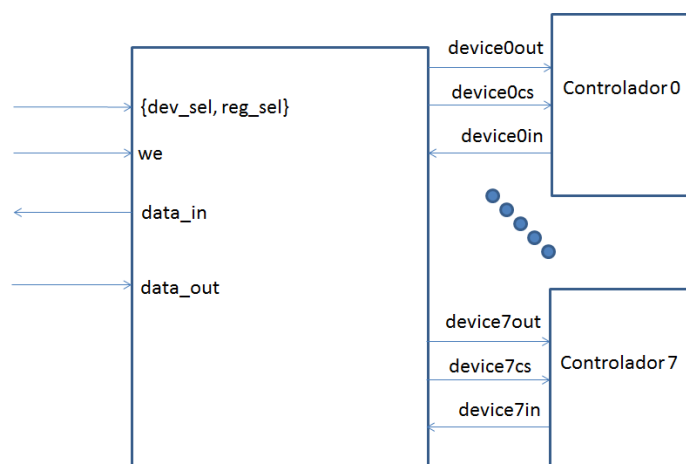 device0out
Controlador 0
device0cs
{dev_sel, reg_sel}
device0in
we
data_in
data_out
device7out
Controlador 7
device7cs
device7in